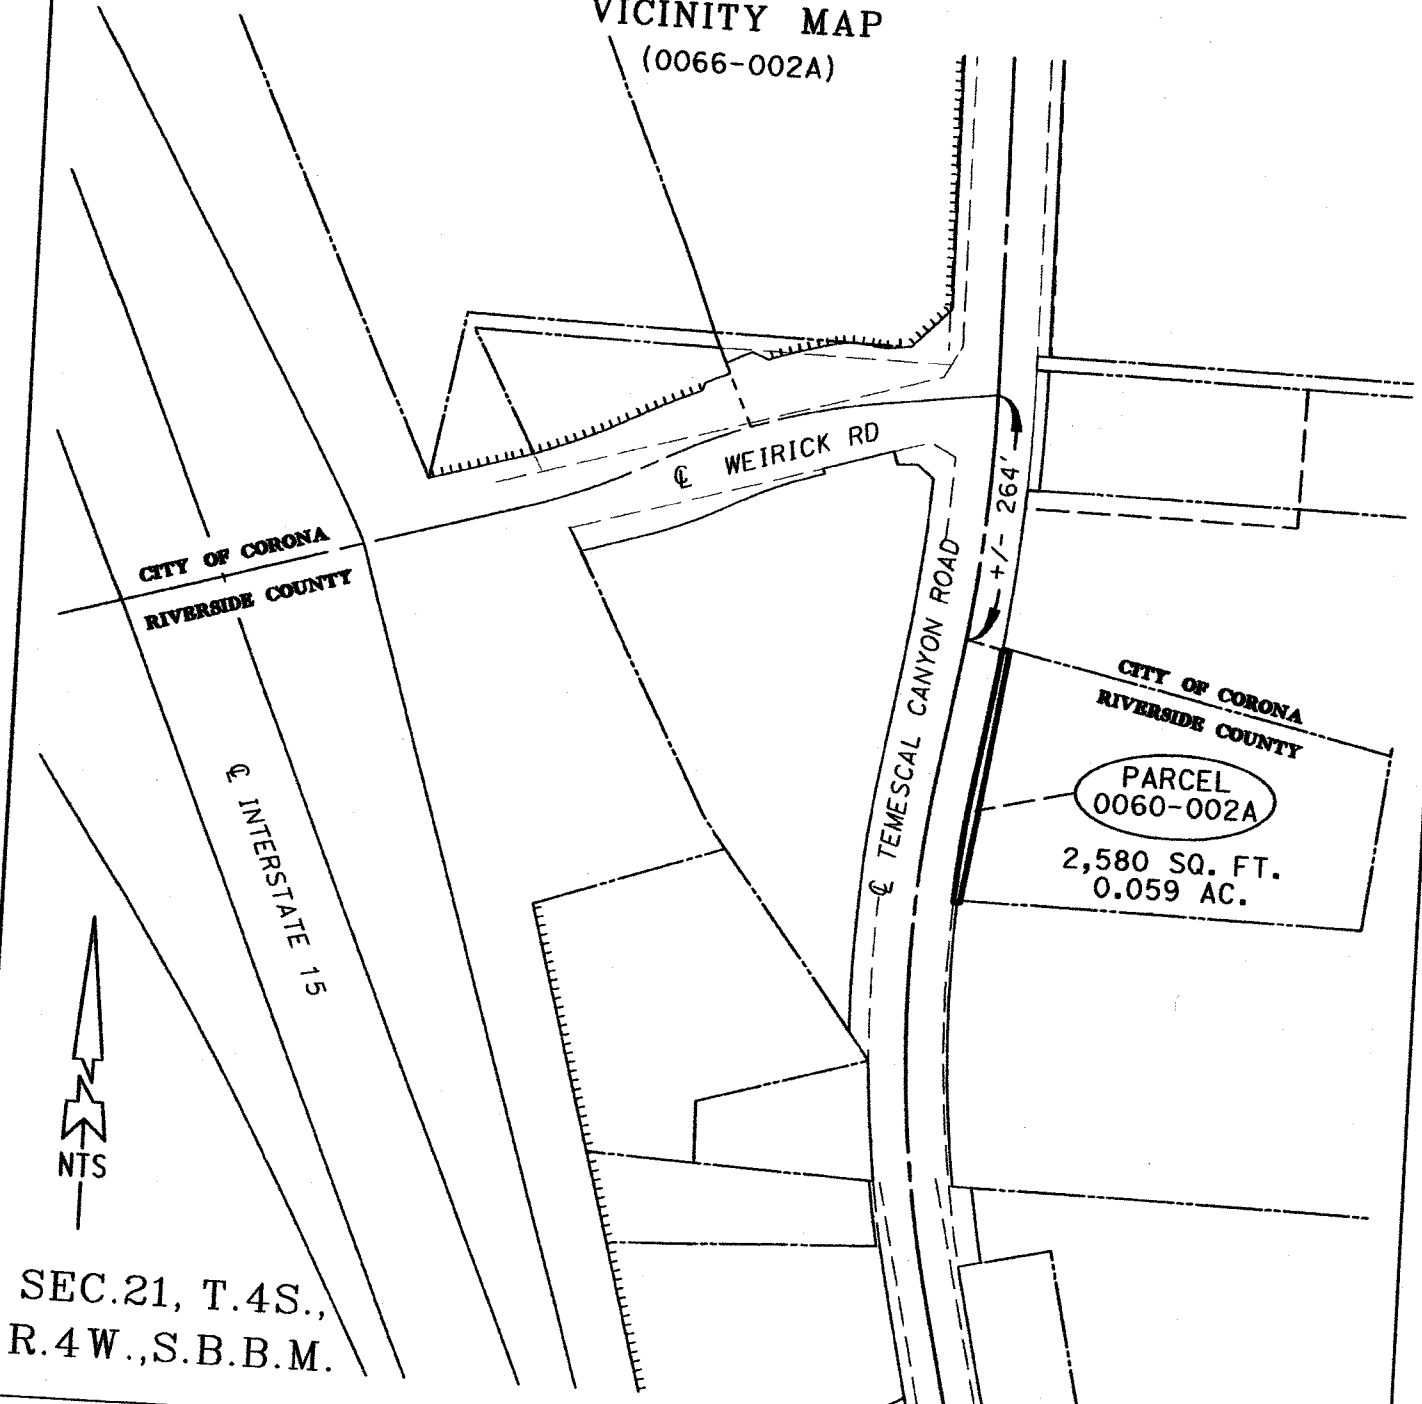 VICINITY MAP
(0066-002A)
℄ WEIRICK RD
+/- 264'
CITY OF CORONA
RIVERSIDE COUNTY
℄ TEMESCAL CANYON ROAD
CITY OF CORONA
RIVERSIDE COUNTY
PARCEL
0060-002A
2,580 SQ. FT.
0.059 AC.
℄ INTERSTATE 15
N
NTS
SEC.21, T.4S.,
R.4W.,S.B.B.M.